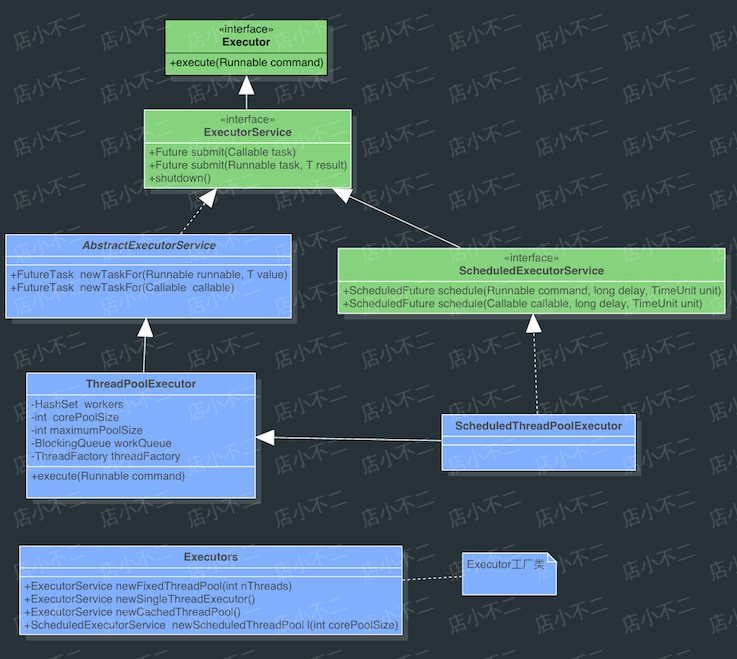 «interface»
Executor
+execute(Runnable command)
«interface»
ExecutorService
+Future submit(Callable task)
+Future submit(Runnable task, T result)
+shutdown()
AbstractExecutorService
+FutureTask newTaskFor(Runnable runnable, T value)
+FutureTask newTaskFor(Callable callable)
«interface»
ScheduledExecutorService
+ScheduledFuture schedule(Runnable command, long delay, TimeUnit unit)
+ScheduledFuture schedule(Callable callable, long delay, TimeUnit unit)
ThreadPoolExecutor
-HashSet workers
-int corePoolSize
-int maximumPoolSize
-BlockingQueue workQueue
-ThreadFactory threadFactory
+execute(Runnable command)
ScheduledThreadPoolExecutor
Executors
+ExecutorService newFixedThreadPool(int nThreads)
+ExecutorService newSingleThreadExecutor()
+ExecutorService newCachedThreadPool()
+ScheduledExecutorService newScheduledThreadPool l(int corePoolSize)
Executor工厂类
店小不二